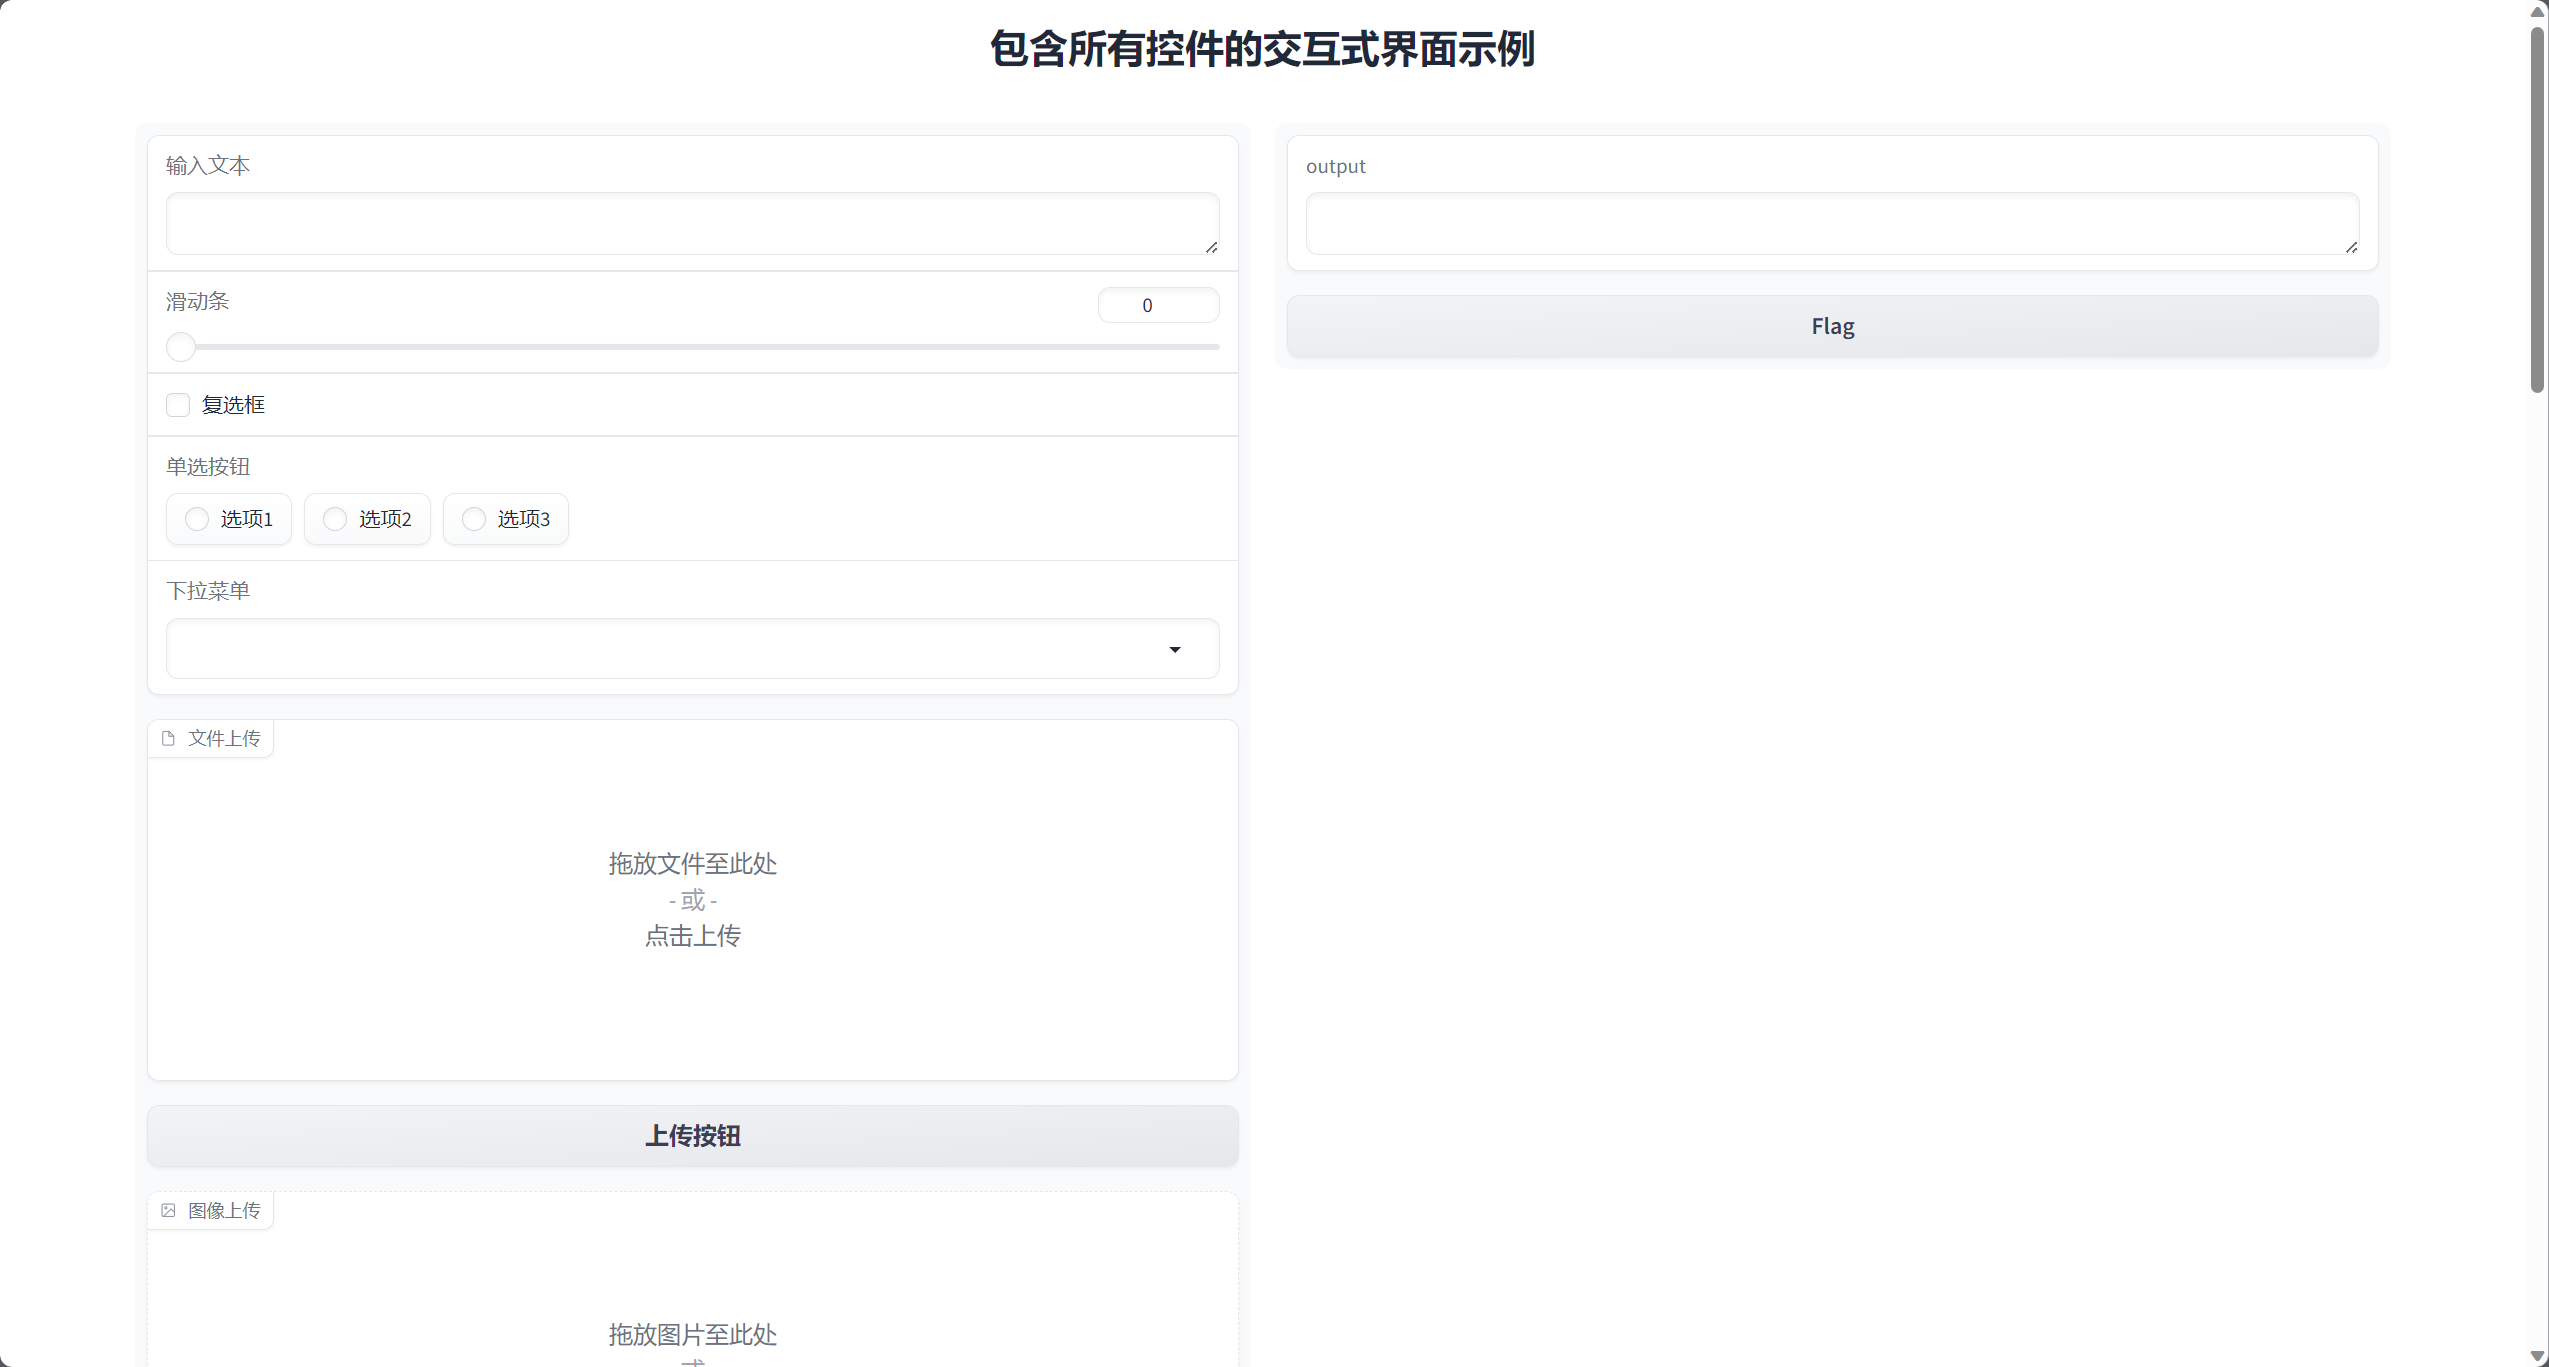 包含所有控件的交互式界面示例
输入文本
滑动条
0
复选框
单选按钮
选项1
选项2
选项3
下拉菜单
文件上传
拖放文件至此处
- 或 -
点击上传
上传按钮
图像上传
拖放图片至此处
output
Flag